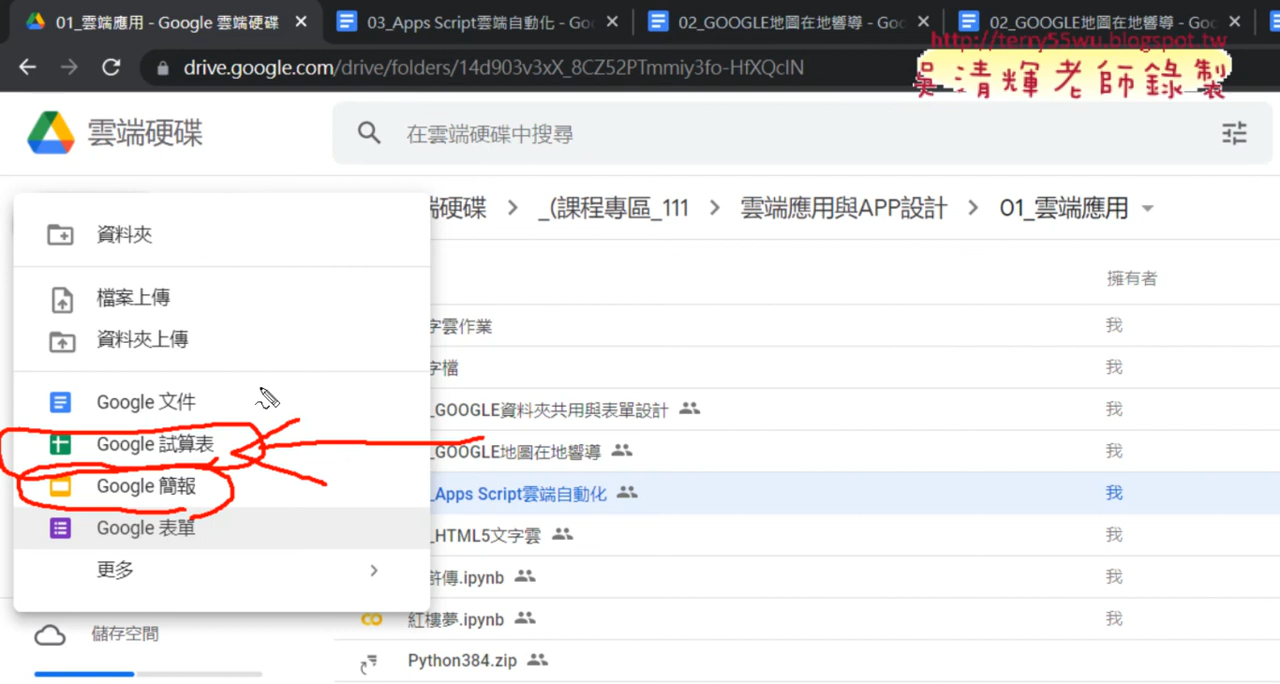 01_雲端應用 - Google 雲端硬碟
03_Apps Script雲端自動化 - Go
02_GOOGLE地圖在地嚮導 - Goo
02_GOOGLE地圖在地嚮導 - Goo
http://terry55wu.blogspot.tw
drive.google.com/drive/folders/14d903v3xX_8CZ52PTmmiy3fo-HfXQclN
吳清輝老師錄製
雲端硬碟
在雲端硬碟中搜尋
端硬碟 > _(課程專區_111 > 雲端應用與APP設計 > 01_雲端應用
資料夾
檔案上傳
資料夾上傳
Google 文件
Google 試算表
Google 簡報
Google 表單
更多
儲存空間
擁有者
字雲作業 我
字檔 我
_GOOGLE資料夾共用與表單設計 我
_GOOGLE地圖在地嚮導 我
_Apps Script雲端自動化 我
_HTML5文字雲 我
滸傳.ipynb 我
紅樓夢.ipynb 我
Python384.zip